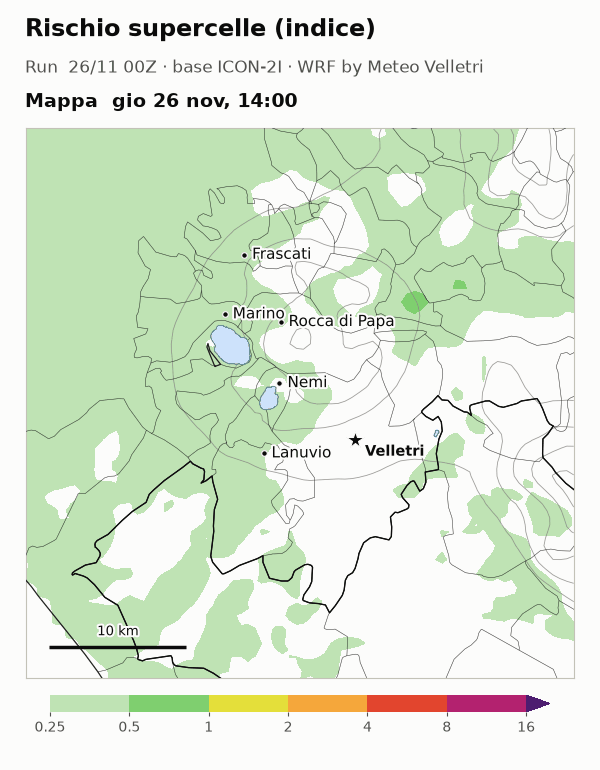 Rischio supercelle (indice)
Run  26/11 00Z · base ICON-2I · WRF by Meteo Velletri
Mappa  gio 26 nov, 14:00
Frascati
Marino
Rocca di Papa
Nemi
Velletri
Lanuvio
10 km
0.25 0.5 1 2 4 8 16